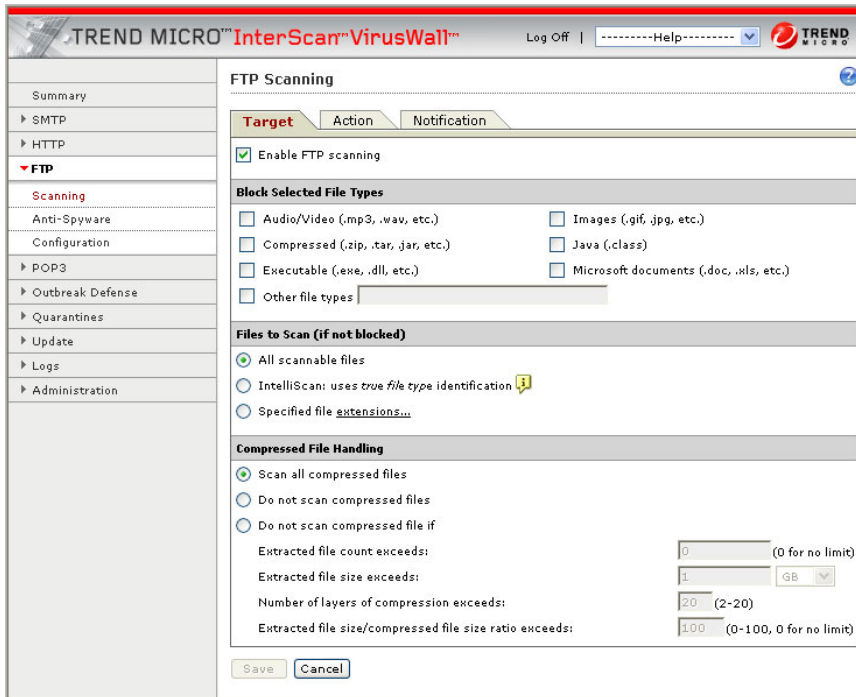 TREND MICRO™ InterScan™ VirusWall™
Log Off | ---------Help---------
TREND MICRO
Summary
SMTP
HTTP
FTP
Scanning
Anti-Spyware
Configuration
POP3
Outbreak Defense
Quarantines
Update
Logs
Administration
FTP Scanning
?
Target Action Notification
Enable FTP scanning
Block Selected File Types
Audio/Video (.mp3, .wav, etc.) Images (.gif, .jpg, etc.)
Compressed (.zip, .tar, .jar, etc.) Java (.class)
Executable (.exe, .dll, etc.) Microsoft documents (.doc, .xls, etc.)
Other file types
Files to Scan (if not blocked)
All scannable files
IntelliScan: uses true file type identification i
Specified file extensions...
Compressed File Handling
Scan all compressed files
Do not scan compressed files
Do not scan compressed file if
Extracted file count exceeds: 0 (0 for no limit)
Extracted file size exceeds: 1 GB
Number of layers of compression exceeds: 20 (2-20)
Extracted file size/compressed file size ratio exceeds: 100 (0-100, 0 for no limit)
Save Cancel